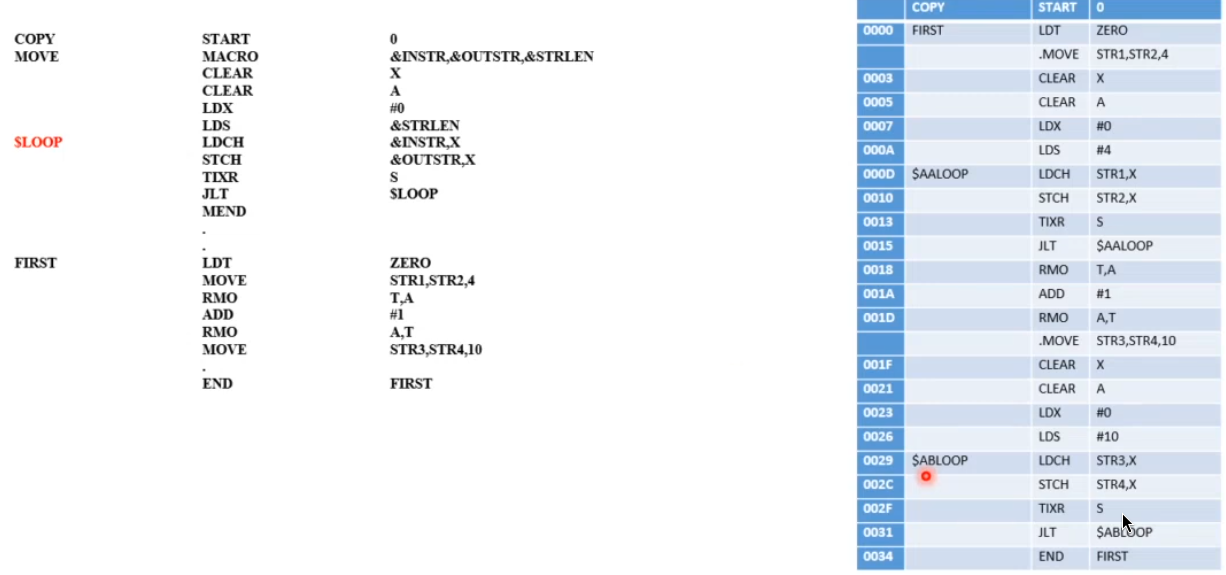 COPY START 0
MOVE MACRO &INSTR,&OUTSTR,&STRLEN
CLEAR X
CLEAR A
LDX #0
LDS &STRLEN
$LOOP LDCH &INSTR,X
STCH &OUTSTR,X
TIXR S
JLT $LOOP
MEND
.
.
FIRST LDT ZERO
MOVE STR1,STR2,4
RMO T,A
ADD #1
RMO A,T
MOVE STR3,STR4,10
.
END FIRST
COPY START 0
0000 FIRST LDT ZERO
.MOVE STR1,STR2,4
0003 CLEAR X
0005 CLEAR A
0007 LDX #0
000A LDS #4
000D $AALOOP LDCH STR1,X
0010 STCH STR2,X
0013 TIXR S
0015 JLT $AALOOP
0018 RMO T,A
001A ADD #1
001D RMO A,T
.MOVE STR3,STR4,10
001F CLEAR X
0021 CLEAR A
0023 LDX #0
0026 LDS #10
0029 $ABLOOP LDCH STR3,X
002C STCH STR4,X
002F TIXR S
0031 JLT $ABLOOP
0034 END FIRST